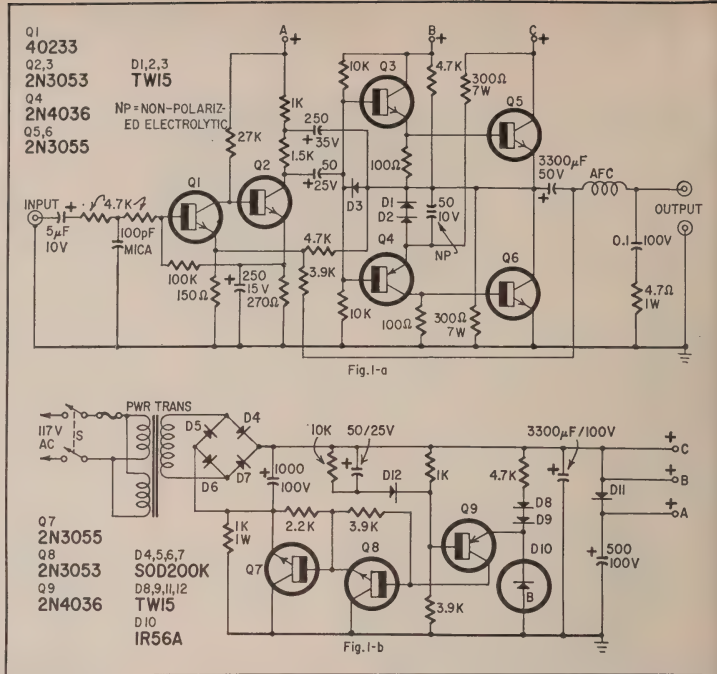 Q1
40233
Q2,3
2N3053
Q4
2N4036
Q5,6
2N3055
D1,2,3
TW15
NP=NON-POLARIZ-
ED ELECTROLYTIC
A
+
B
+
C
+
27K
1K
1.5K
250
+
35V
50
+
25V
10K
Q3
4.7K
300Ω
7W
Q5
Q2
Q1
100Ω
3300µF
50V
+
AFC
INPUT
+
4.7K
5µF
10V
100pF
MICA
D3
D1
D2
50
10V
NP
OUTPUT
0.1
100V
4.7K
3.9K
Q4
Q6
100K
150Ω
+
250
15V
270Ω
10K
100Ω
300Ω
7W
4.7Ω
1W
Fig.1-a
117V
AC
S
PWR TRANS
D5
D4
D6
D7
+
1000
100V
10K
50/25V
+
D12
1K
4.7K
3300µF/100V
+
D8
D9
D11
+
C
+
B
+
A
Q9
D10
B
+
500
100V
1K
1W
2.2K
3.9K
Q7
Q8
3.9K
Q7
2N3055
Q8
2N3053
Q9
2N4036
D4,5,6,7
SOD200K
D8,9,11,12
TW15
D10
IR56A
Fig.1-b